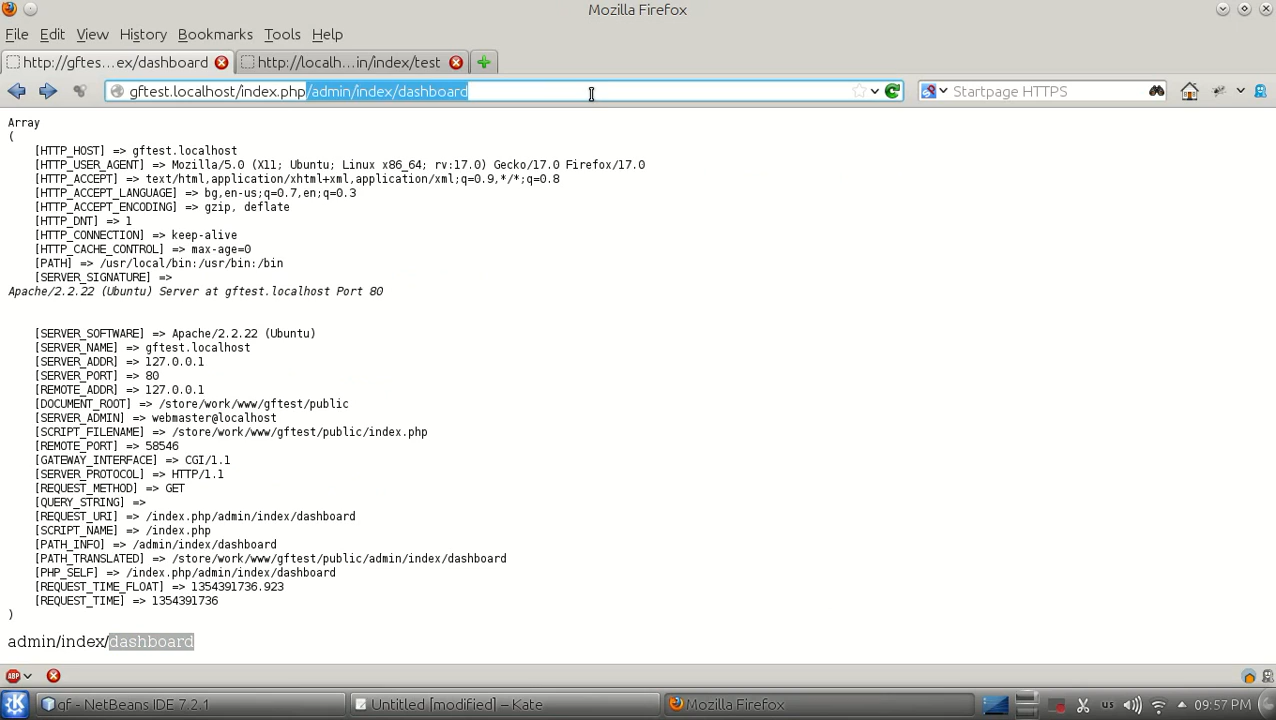 Mozilla Firefox
File Edit View History Bookmarks Tools Help
http://gftes...ex/dashboard http://localh...in/index/test
gftest.localhost/index.php/admin/index/dashboard Startpage HTTPS
Array
(
[HTTP_HOST] => gftest.localhost
[HTTP_USER_AGENT] => Mozilla/5.0 (X11; Ubuntu; Linux x86_64; rv:17.0) Gecko/17.0 Firefox/17.0
[HTTP_ACCEPT] => text/html,application/xhtml+xml,application/xml;q=0.9,*/*;q=0.8
[HTTP_ACCEPT_LANGUAGE] => bg,en-us;q=0.7,en;q=0.3
[HTTP_ACCEPT_ENCODING] => gzip, deflate
[HTTP_DNT] => 1
[HTTP_CONNECTION] => keep-alive
[HTTP_CACHE_CONTROL] => max-age=0
[PATH] => /usr/local/bin:/usr/bin:/bin
[SERVER_SIGNATURE] =>
Apache/2.2.22 (Ubuntu) Server at gftest.localhost Port 80
[SERVER_SOFTWARE] => Apache/2.2.22 (Ubuntu)
[SERVER_NAME] => gftest.localhost
[SERVER_ADDR] => 127.0.0.1
[SERVER_PORT] => 80
[REMOTE_ADDR] => 127.0.0.1
[DOCUMENT_ROOT] => /store/work/www/gftest/public
[SERVER_ADMIN] => webmaster@localhost
[SCRIPT_FILENAME] => /store/work/www/gftest/public/index.php
[REMOTE_PORT] => 58546
[GATEWAY_INTERFACE] => CGI/1.1
[SERVER_PROTOCOL] => HTTP/1.1
[REQUEST_METHOD] => GET
[QUERY_STRING] =>
[REQUEST_URI] => /index.php/admin/index/dashboard
[SCRIPT_NAME] => /index.php
[PATH_INFO] => /admin/index/dashboard
[PATH_TRANSLATED] => /store/work/www/gftest/public/admin/index/dashboard
[PHP_SELF] => /index.php/admin/index/dashboard
[REQUEST_TIME_FLOAT] => 1354391736.923
[REQUEST_TIME] => 1354391736
)
admin/index/dashboard
ABP
gf - NetBeans IDE 7.2.1 Untitled [modified] - Kate Mozilla Firefox us 09:57 PM